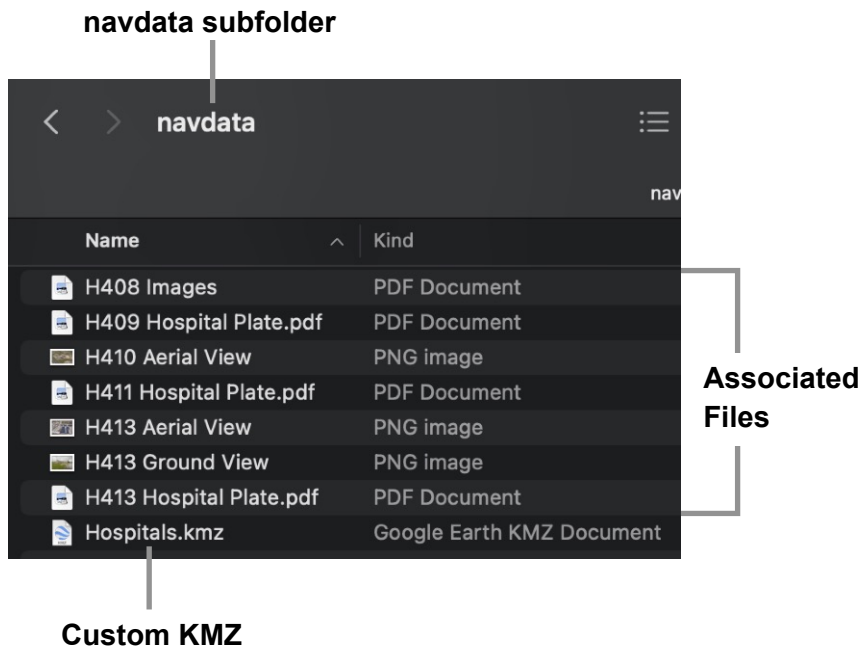 navdata subfolder
navdata
nav
Name Kind
H408 Images PDF Document
H409 Hospital Plate.pdf PDF Document
H410 Aerial View PNG image
H411 Hospital Plate.pdf PDF Document
H413 Aerial View PNG image
H413 Ground View PNG image
H413 Hospital Plate.pdf PDF Document
Hospitals.kmz Google Earth KMZ Document
Associated
Files
Custom KMZ